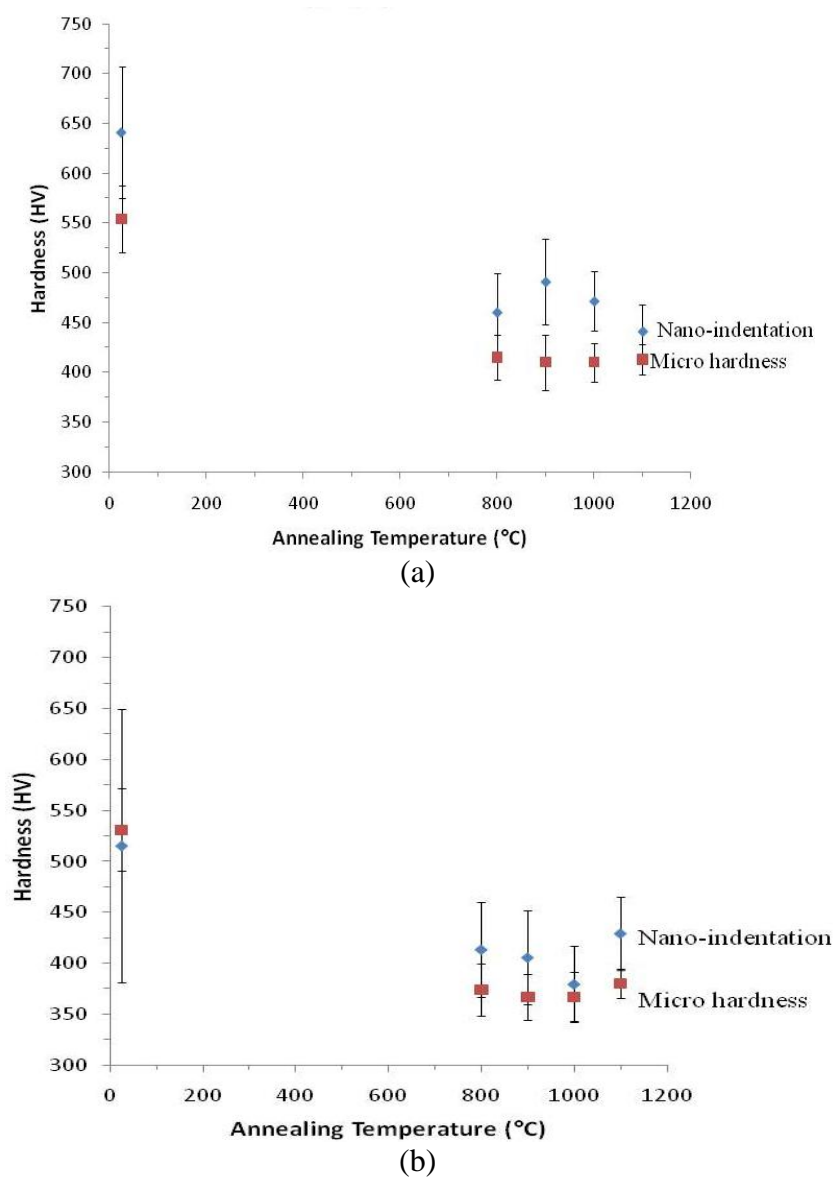 750
700
650
600
550
500
450
400
350
300
Hardness (HV)
Nano-indentation
Micro hardness
0 200 400 600 800 1000 1200
Annealing Temperature (°C)
(a)
750
700
650
600
550
500
450
400
350
300
Hardness (HV)
Nano-indentation
Micro hardness
0 200 400 600 800 1000 1200
Annealing Temperature (°C)
(b)